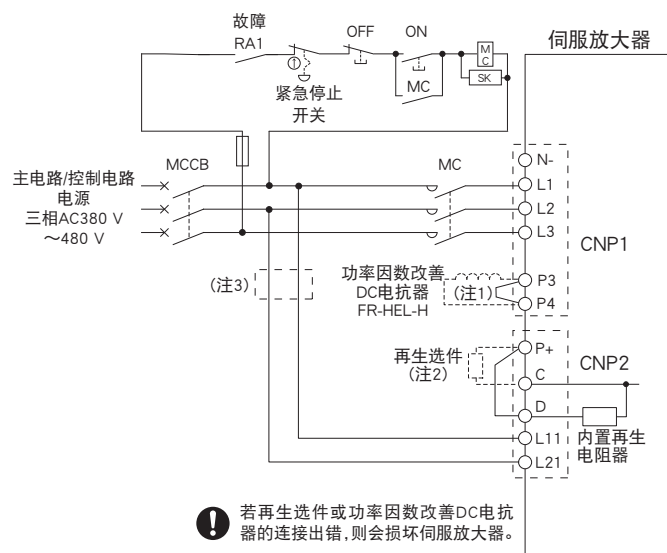 故障
RA1
OFF
ON
M
C
SK
MC
紧急停止
开关
伺服放大器
MCCB
MC
主电路/控制电路
电源
三相AC380 V
～480 V
N-
L1
L2
L3
CNP1
(注3)
功率因数改善
DC电抗器
FR-HEL-H
(注1)
P3
P4
再生选件
(注2)
P+
C
D
CNP2
内置再生
电阻器
L11
L21
若再生选件或功率因数改善DC电抗
器的连接出错,则会损坏伺服放大器。